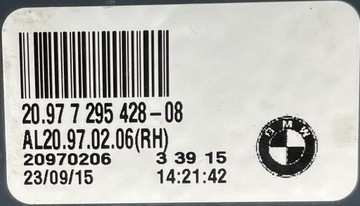 20.97 7 295 428-08
AL20.97.02.06(RH)
20970206 3 39 15
23/09/15 14:21:42
BMW